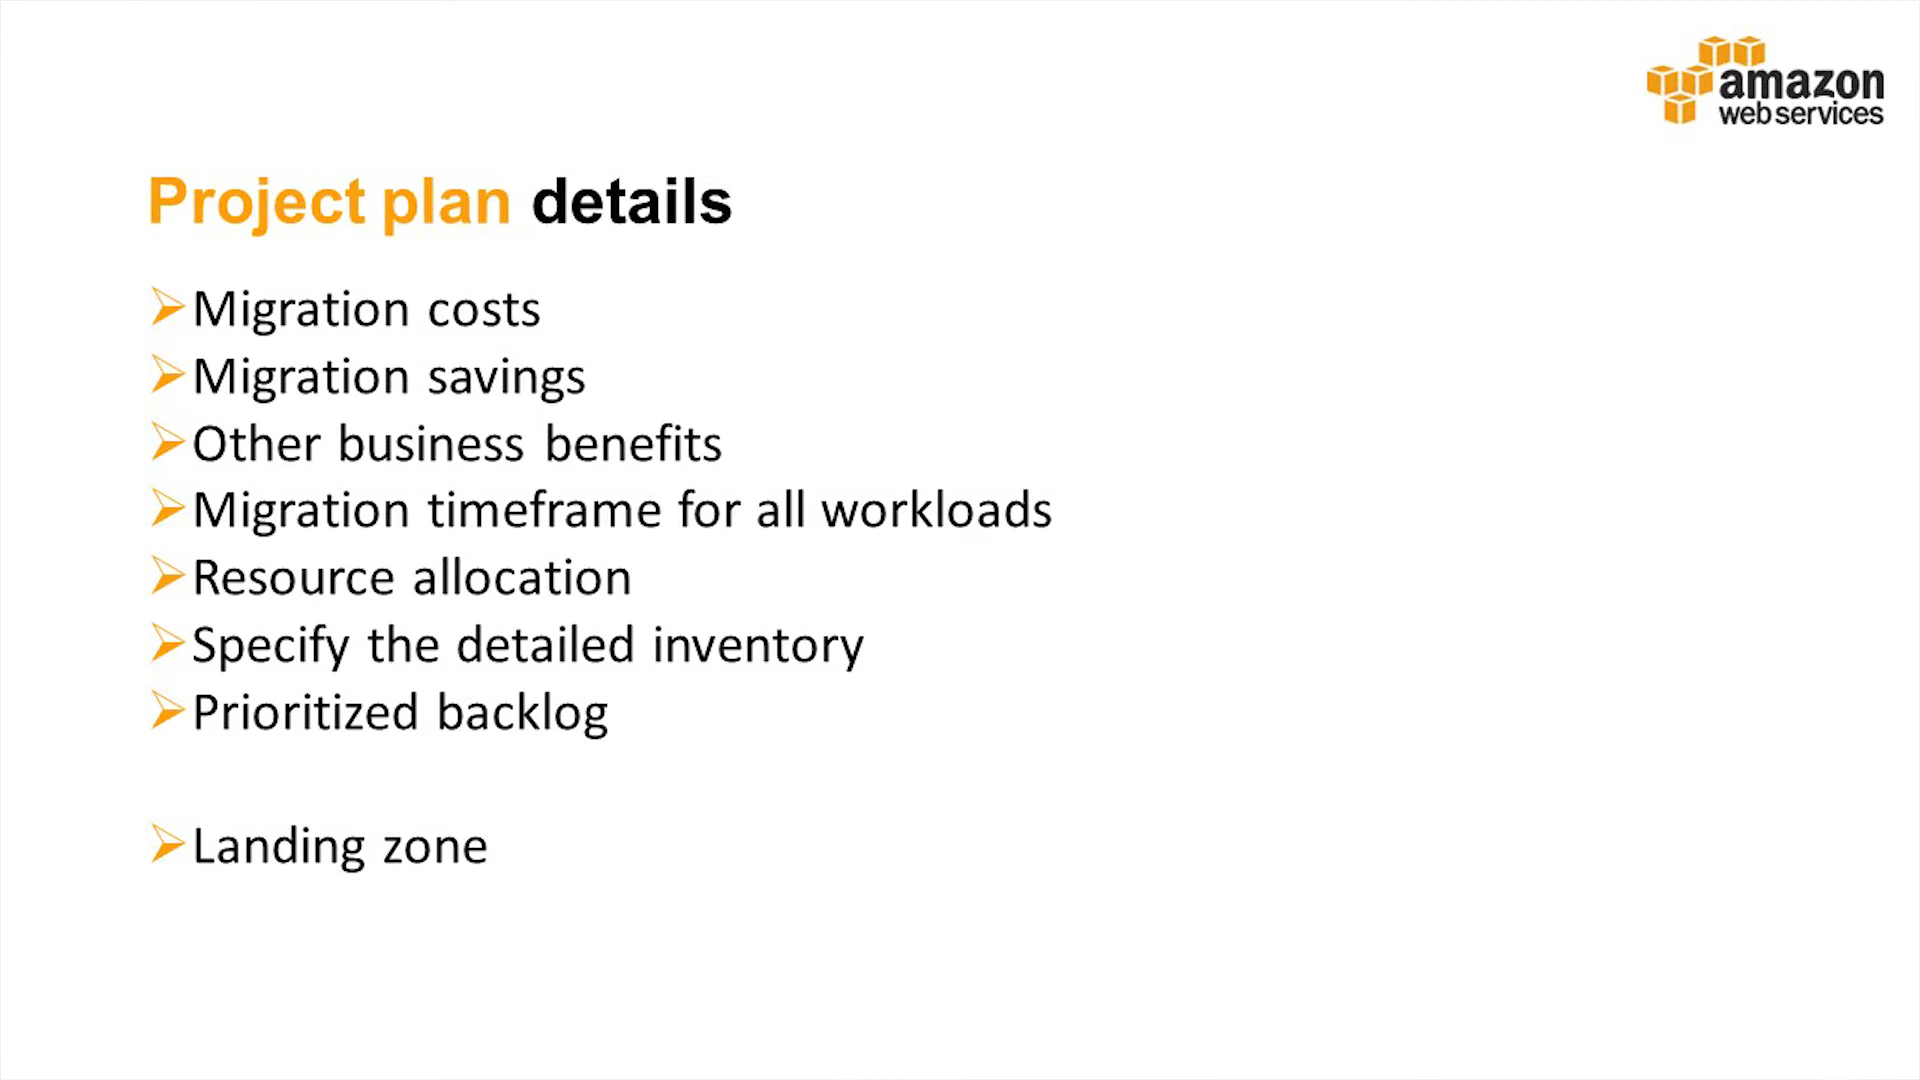 amazon
web services
Project plan details
Migration costs
Migration savings
Other business benefits
Migration timeframe for all workloads
Resource allocation
Specify the detailed inventory
Prioritized backlog
Landing zone